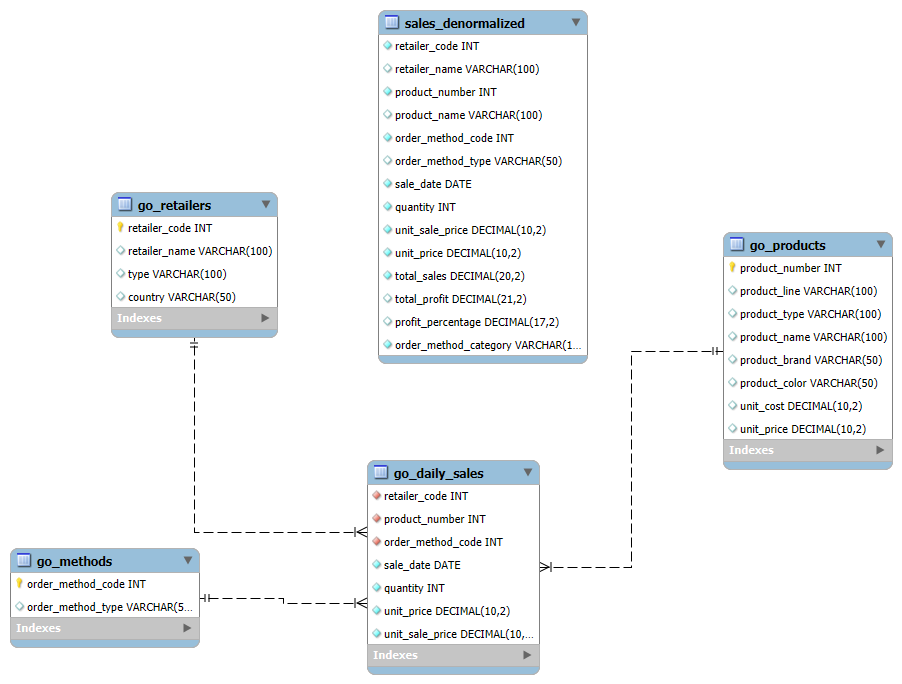 sales_denormalized
retailer_code INT
retailer_name VARCHAR(100)
product_number INT
product_name VARCHAR(100)
order_method_code INT
order_method_type VARCHAR(50)
sale_date DATE
quantity INT
unit_sale_price DECIMAL(10,2)
unit_price DECIMAL(10,2)
total_sales DECIMAL(20,2)
total_profit DECIMAL(21,2)
profit_percentage DECIMAL(17,2)
order_method_category VARCHAR(1...
go_retailers
retailer_code INT
retailer_name VARCHAR(100)
type VARCHAR(100)
country VARCHAR(50)
Indexes
go_products
product_number INT
product_line VARCHAR(100)
product_type VARCHAR(100)
product_name VARCHAR(100)
product_brand VARCHAR(50)
product_color VARCHAR(50)
unit_cost DECIMAL(10,2)
unit_price DECIMAL(10,2)
Indexes
go_daily_sales
retailer_code INT
product_number INT
order_method_code INT
sale_date DATE
quantity INT
unit_price DECIMAL(10,2)
unit_sale_price DECIMAL(10,...
Indexes
go_methods
order_method_code INT
order_method_type VARCHAR(5...
Indexes